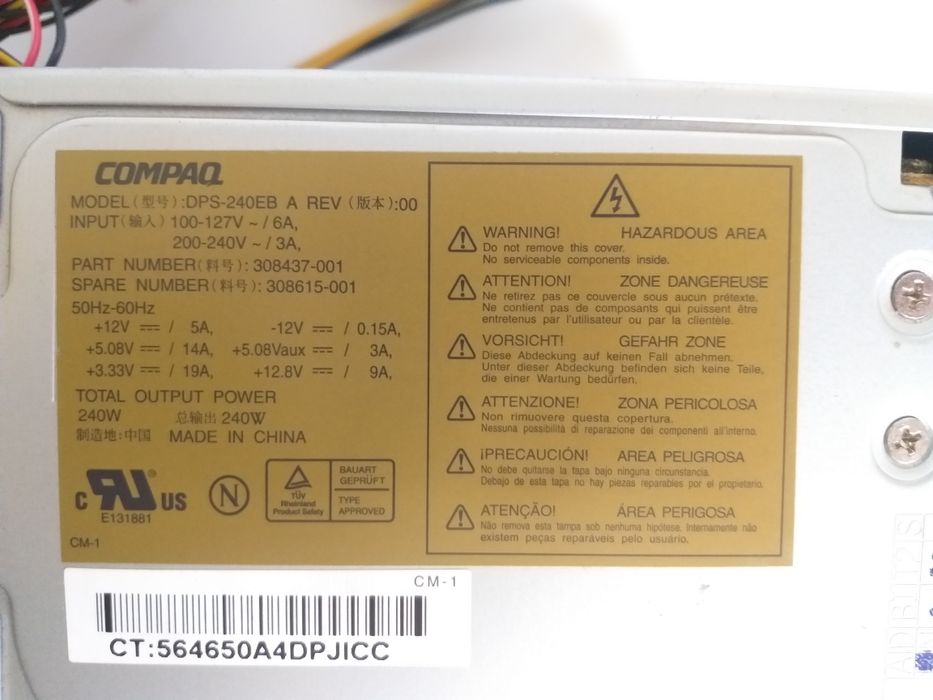 COMPAQ
MODEL(型号):DPS-240EB A REV(版本):00
INPUT(输入) 100-127V ~ / 6A,
200-240V ~ / 3A,
PART NUMBER(料号): 308437-001
SPARE NUMBER(料号): 308615-001
50Hz-60Hz
+12V ⎓ / 5A, -12V ⎓ / 0.15A,
+5.08V ⎓ / 14A, +5.08Vaux ⎓ / 3A,
+3.33V ⎓ / 19A, +12.8V ⎓ / 9A,
TOTAL OUTPUT POWER
240W 总输出 240W
制造地:中国 MADE IN CHINA
C RU ® US
E131881
N
TÜV
Rheinland
Product Safety
BAUART
GEPRÜFT
TYPE
APPROVED
CM-1
WARNING! HAZARDOUS AREA
Do not remove this cover.
No serviceable components inside.
ATTENTION! ZONE DANGEREUSE
Ne retirez pas ce couvercle sous aucun prétexte.
Ne contient pas de composants qui puissent être
entretenus par l'utilisateur ou par la clientèle.
VORSICHT! GEFAHR ZONE
Diese Abdeckung auf keinen Fall abnehmen.
Unter dieser Abdeckung befinden sich keine Teile,
die einer Wartung bedürfen.
ATTENZIONE! ZONA PERICOLOSA
Non rimuovere questa copertura.
Nessuna possibilità di reparazione dei componenti all'interno.
¡PRECAUCIÓN! AREA PELIGROSA
No debe quitarse la tapa bajo ninguna circunstancia.
Debajo de esta tapa no hay piezas reparables por el propietario.
ATENÇÃO! ÁREA PERIGOSA
Não remova esta tampa sob nenhuma hipótese. Internamente não
existem peças reparáveis pelo usuário.
CM-1
CT:564650A4DPJICC